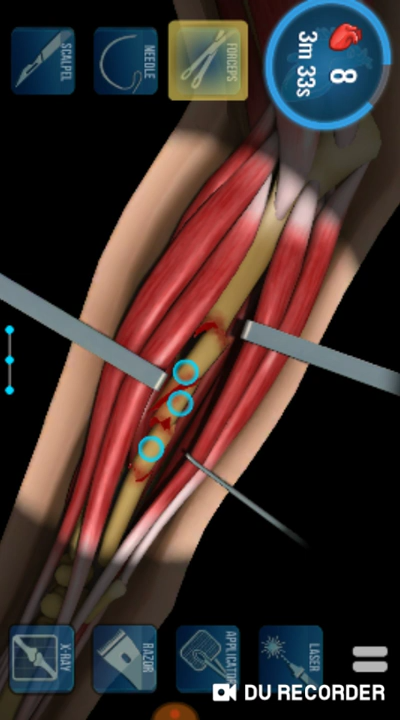 SCALPEL
NEEDLE
FORCEPS
8
3m 33s
X-RAY
RAZOR
APPLICATOR
LASER
DU RECORDER